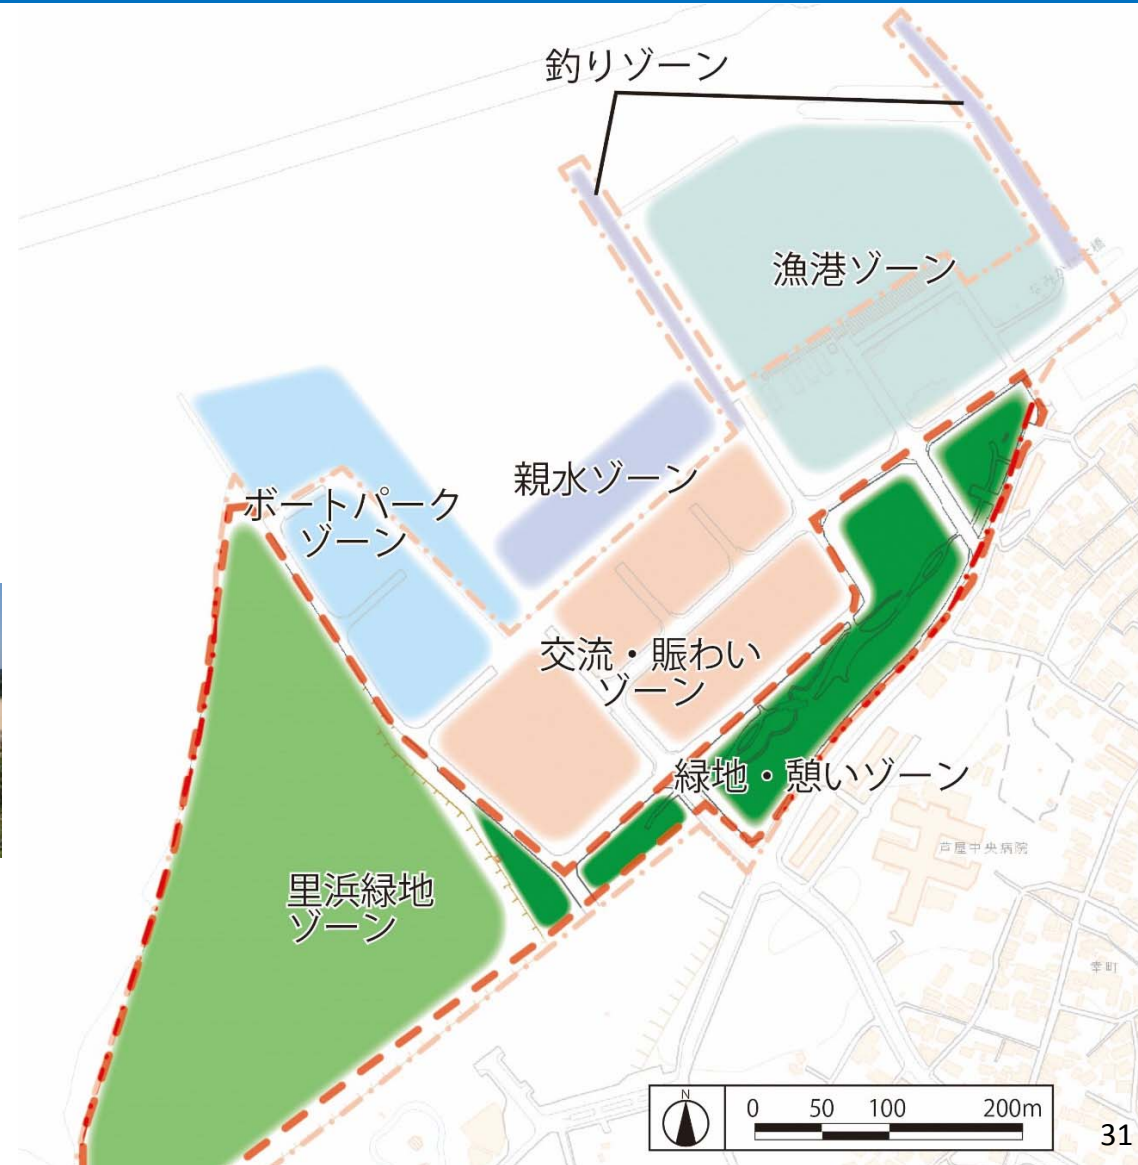 釣りゾーン
漁港ゾーン
親水ゾーン
ボートパーク
ゾーン
交流・賑わい
ゾーン
緑地・憩いゾーン
芦屋中央病院
里浜緑地
ゾーン
幸町
N
0 50 100 200m
31